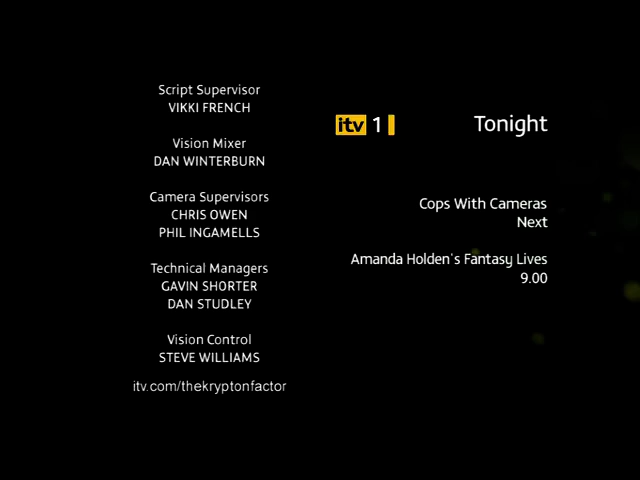 Script Supervisor
VIKKI FRENCH
Vision Mixer
DAN WINTERBURN
Camera Supervisors
CHRIS OWEN
PHIL INGAMELLS
Technical Managers
GAVIN SHORTER
DAN STUDLEY
Vision Control
STEVE WILLIAMS
itv.com/thekryptonfactor
itv 1
Tonight
Cops With Cameras
Next
Amanda Holden's Fantasy Lives
9.00